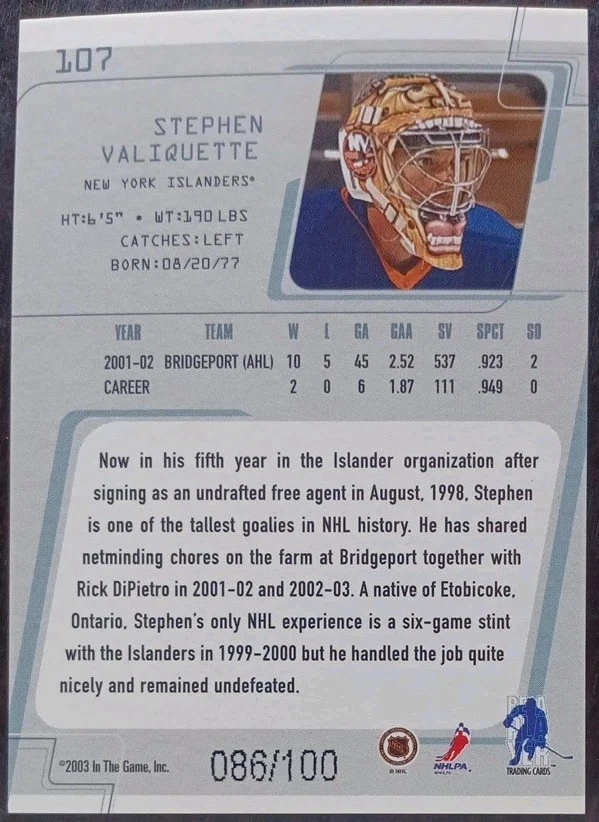 107
STEPHEN
VALIQUETTE
NEW YORK ISLANDERS®
HT:6'5" • WT:190 LBS
CATCHES:LEFT
BORN:08/20/77
NY
YEAR TEAM W L GA GAA SV SPCT SO
2001-02 BRIDGEPORT (AHL) 10 5 45 2.52 537 .923 2
CAREER 2 0 6 1.87 111 .949 0
Now in his fifth year in the Islander organization after
signing as an undrafted free agent in August, 1998, Stephen
is one of the tallest goalies in NHL history. He has shared
netminding chores on the farm at Bridgeport together with
Rick DiPietro in 2001-02 and 2002-03. A native of Etobicoke,
Ontario, Stephen's only NHL experience is a six-game stint
with the Islanders in 1999-2000 but he handled the job quite
nicely and remained undefeated.
©2003 In The Game, Inc.
086/100
© NHL
NHLPA.
TRADING CARDS™